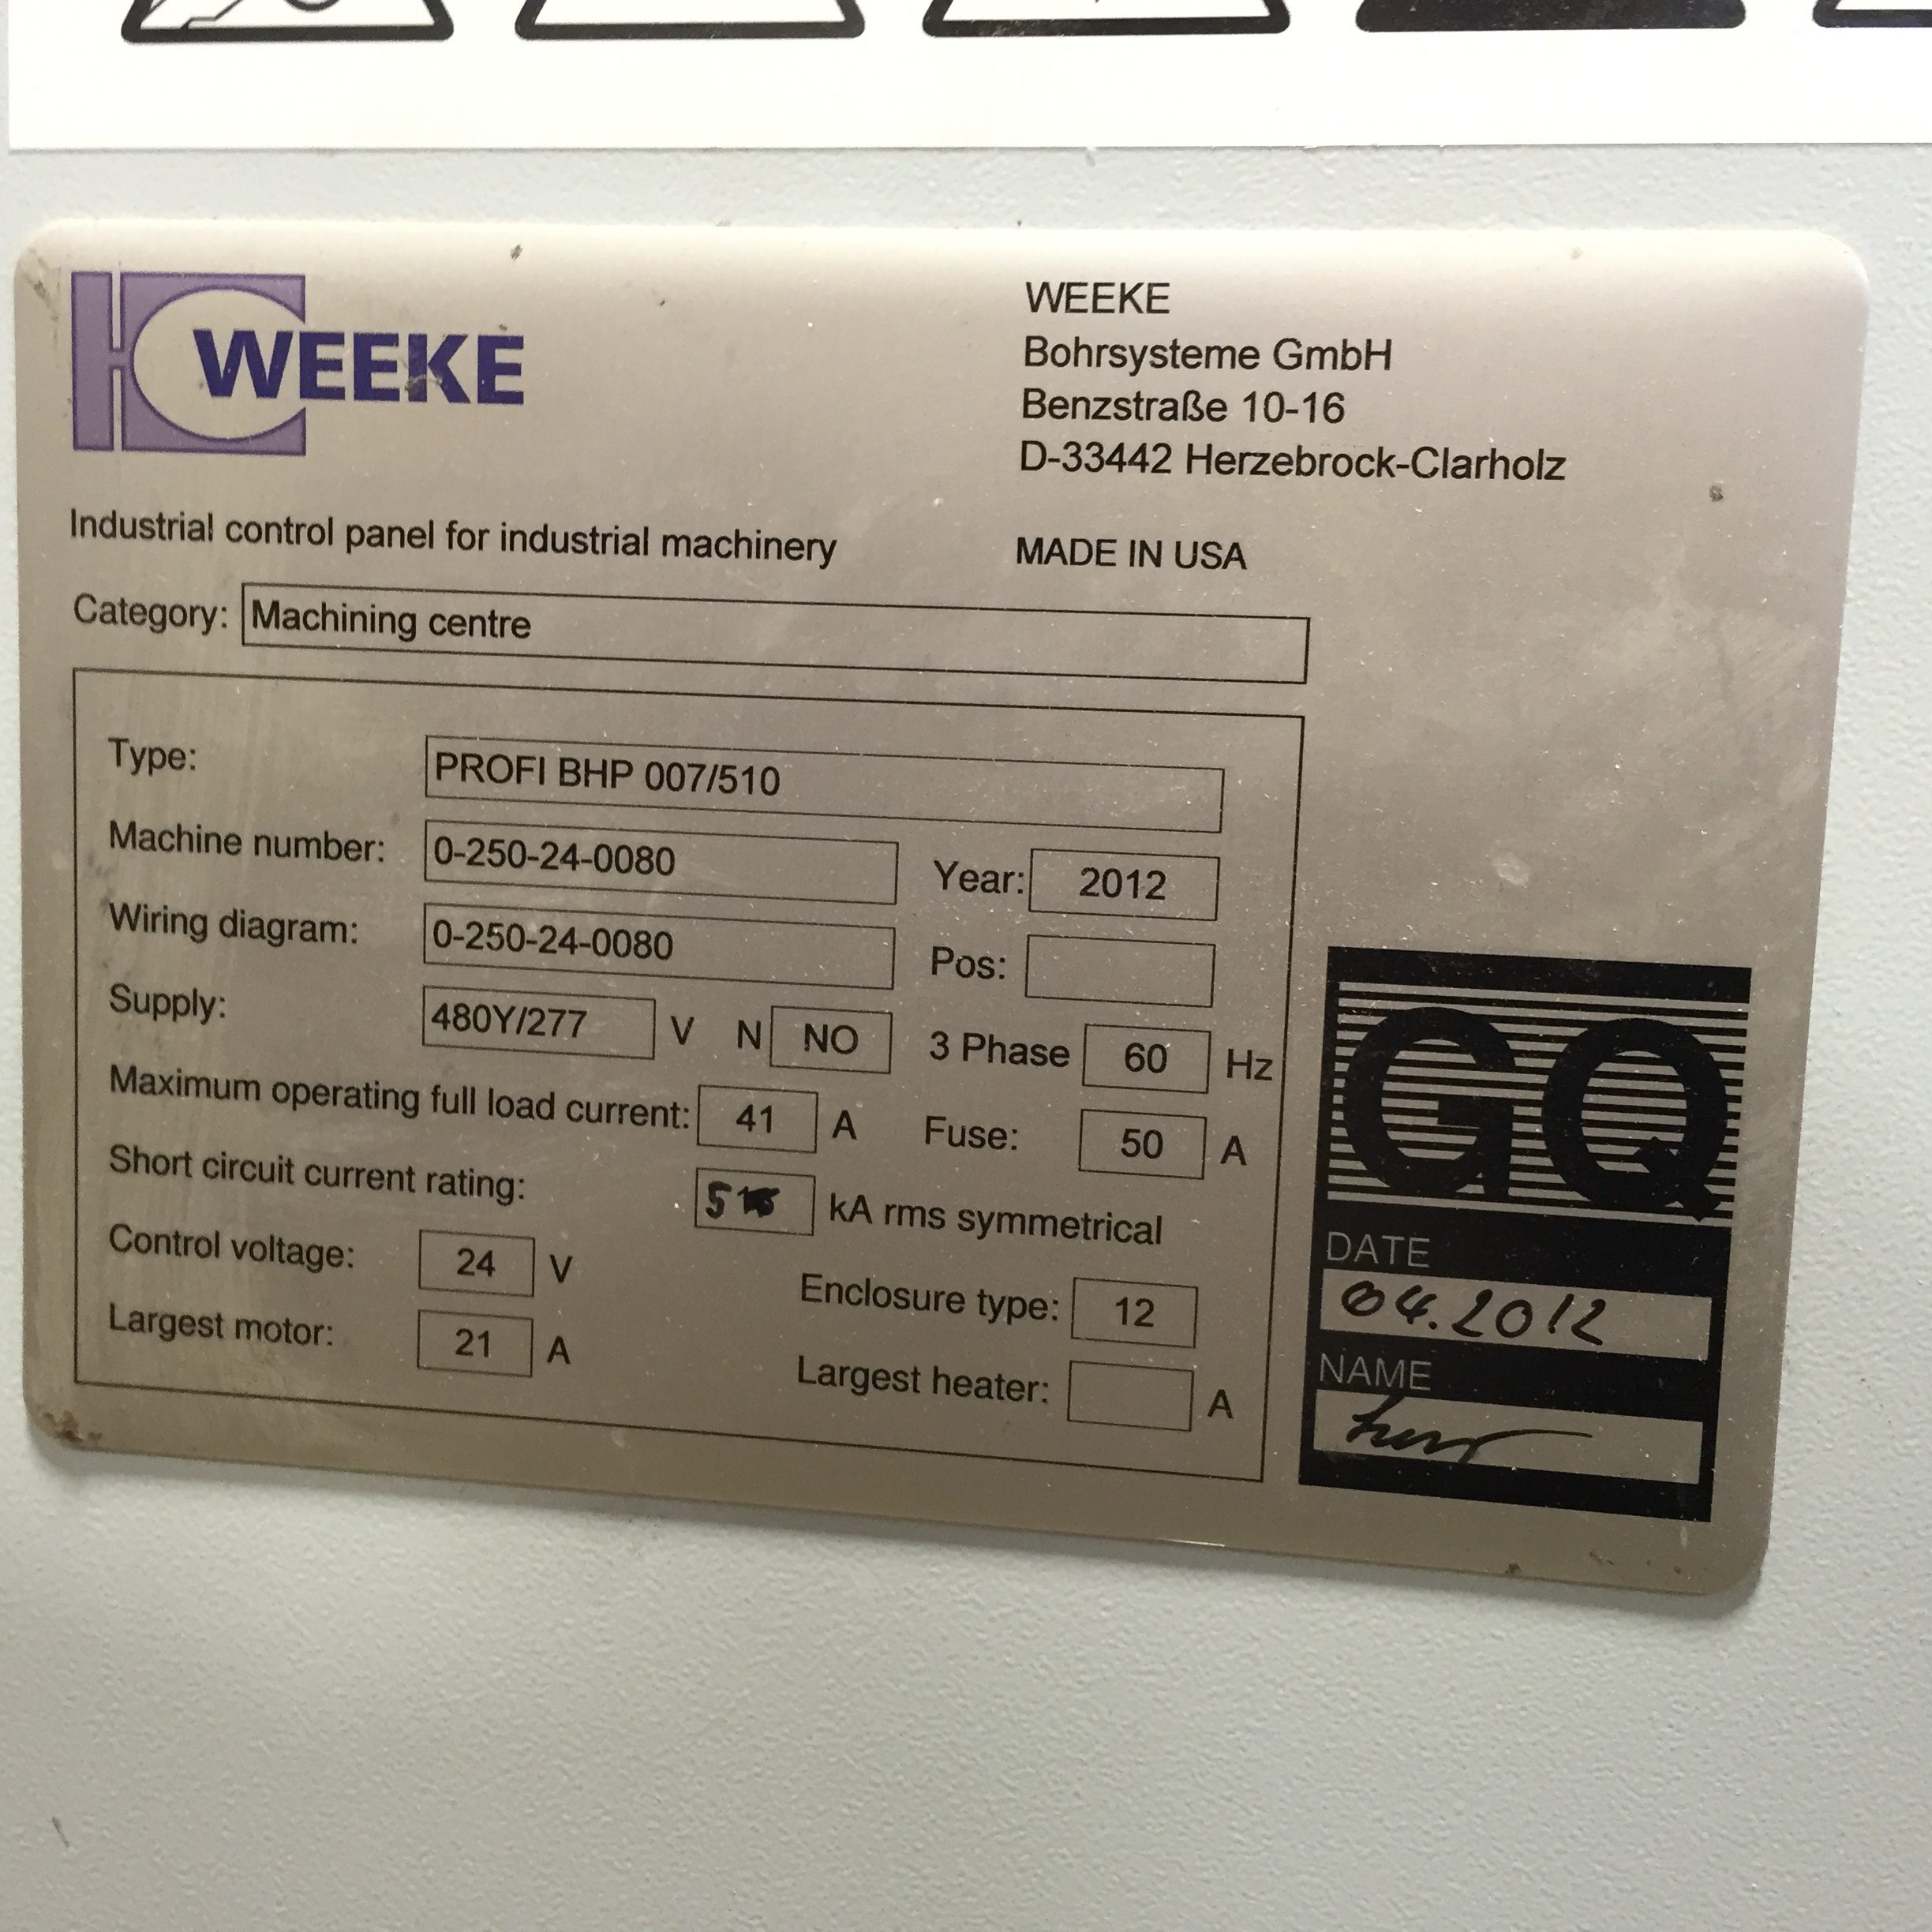 WEEKE
WEEKE
Bohrsysteme GmbH
Benzstraße 10-16
D-33442 Herzebrock-Clarholz
Industrial control panel for industrial machinery
MADE IN USA
Category: Machining centre
Type: PROFI BHP 007/510
Machine number: 0-250-24-0080 Year: 2012
Wiring diagram: 0-250-24-0080 Pos:
Supply: 480Y/277 V N NO 3 Phase 60 Hz
Maximum operating full load current: 41 A Fuse: 50 A
Short circuit current rating: 5 kA rms symmetrical
Control voltage: 24 V Enclosure type: 12
Largest motor: 21 A Largest heater: A
GQ
DATE
04.2012
NAME